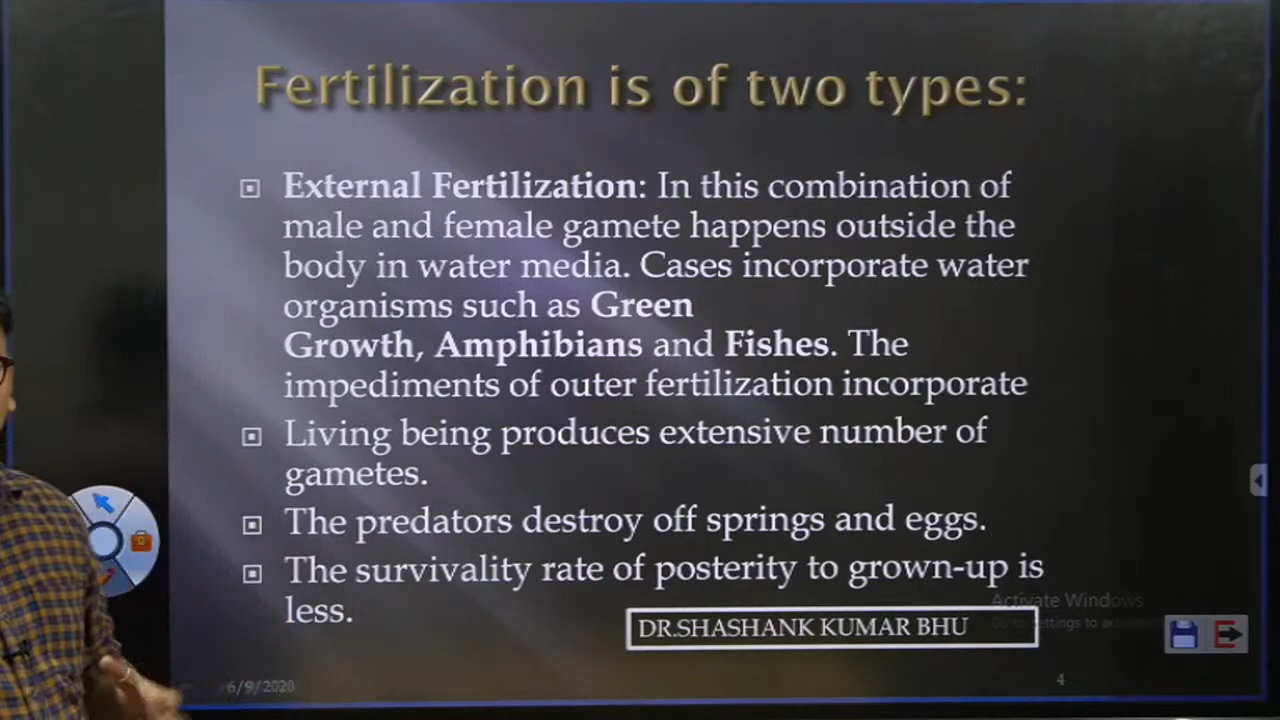 Fertilization is of two types:
External Fertilization: In this combination of
male and female gamete happens outside the
body in water media. Cases incorporate water
organisms such as Green
Growth, Amphibians and Fishes. The
impediments of outer fertilization incorporate
Living being produces extensive number of
gametes.
The predators destroy off springs and eggs.
The survivality rate of posterity to grown-up is
less.
Activate Windows
DR.SHASHANK KUMAR BHU
6/9/2020
4